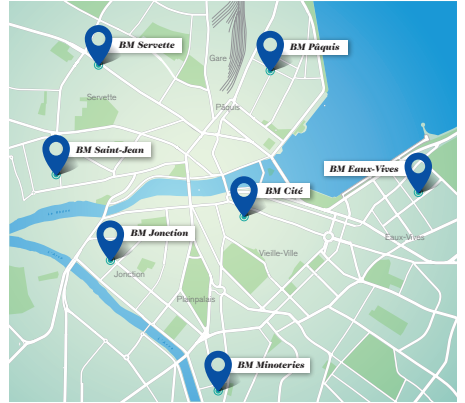 BM Servette
BM Pâquis
Gare
Servette
Pâquis
BM Saint-Jean
BM Eaux-Vives
BM Cité
BM Jonction
Eaux-Vives
Vieille-Ville
Jonction
Plainpalais
BM Minoteries